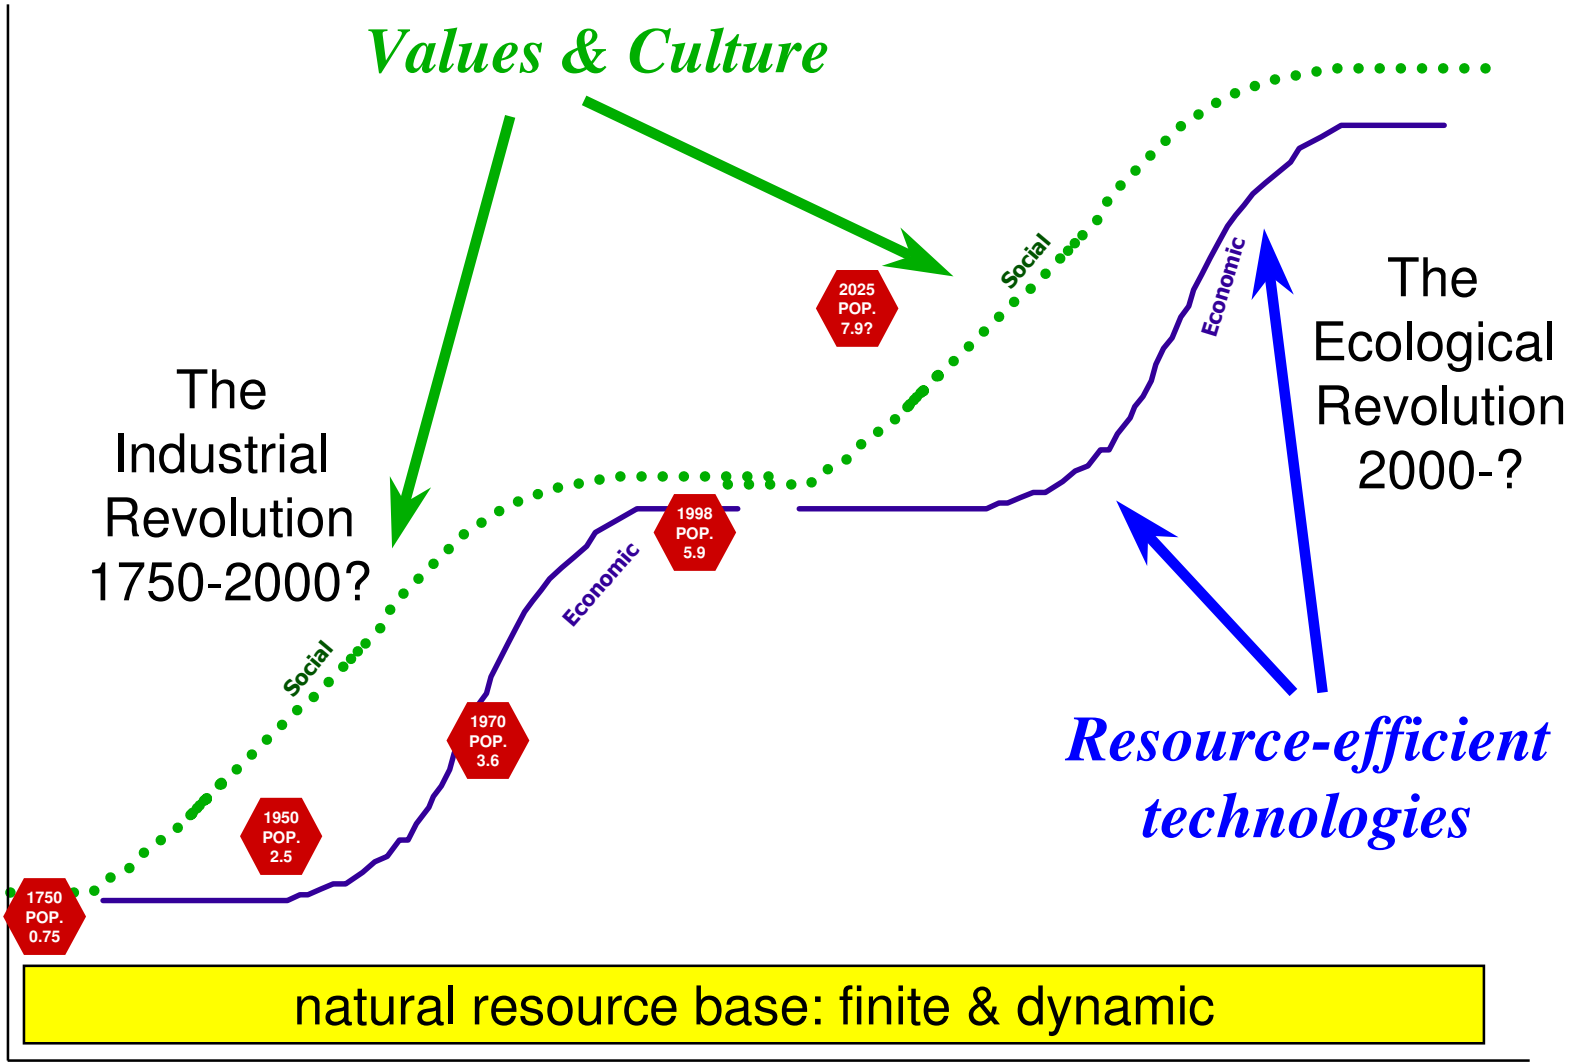 Values & Culture
2025
POP.
7.9?
Social
Economic
The
Ecological
Revolution
2000-?
The
Industrial
Revolution
1750-2000?
1998
POP.
5.9
Economic
Social
1970
POP.
3.6
Resource-efficient
technologies
1950
POP.
2.5
1750
POP.
0.75
natural resource base: finite & dynamic